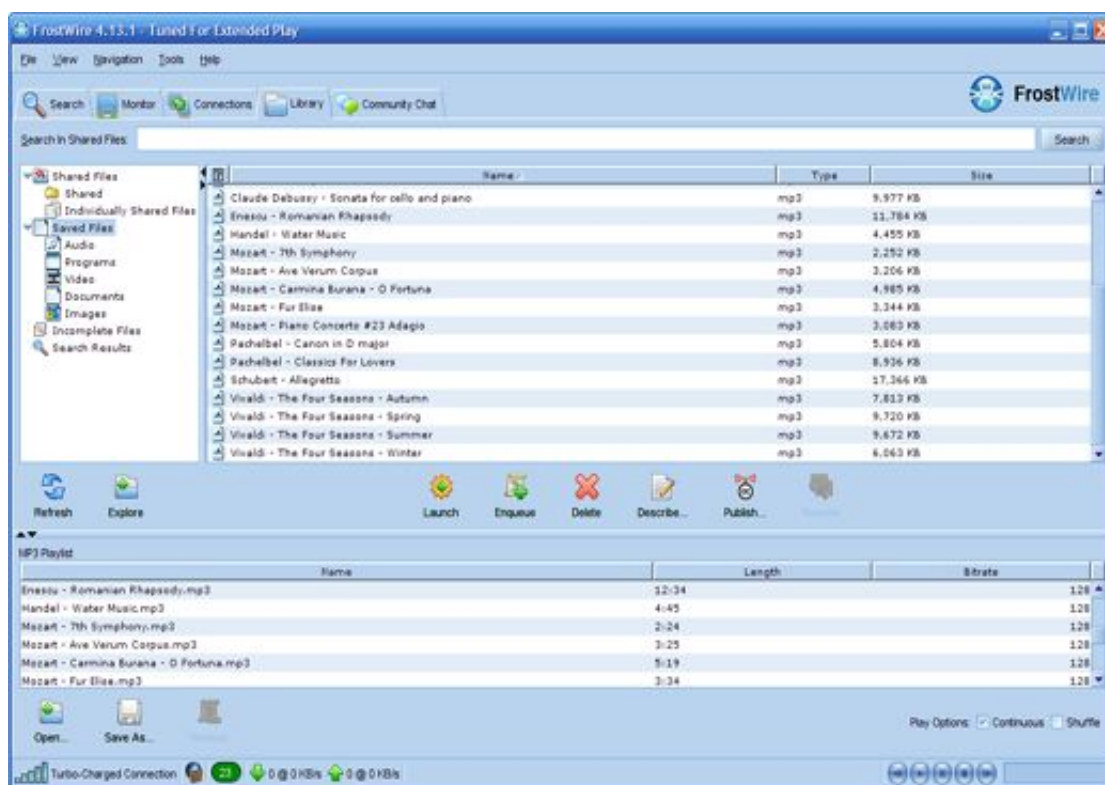 FrostWire 4.13.1 - Tuned For Extended Play
File View Navigation Tools Help
Search Monitor Connections Library Community Chat FrostWire
Search In Shared Files: Search
Shared Files
Shared
Individually Shared Files
Saved Files
Audio
Programs
Video
Documents
Images
Incomplete Files
Search Results
Name Type Size
Claude Debussy - Sonata for cello and piano mp3 9,977 KB
Enescu - Romanian Rhapsody mp3 11,784 KB
Handel - Water Music mp3 4,455 KB
Mozart - 7th Symphony mp3 2,252 KB
Mozart - Ave Verum Corpus mp3 3,206 KB
Mozart - Carmina Burana - O Fortuna mp3 4,985 KB
Mozart - Fur Elise mp3 3,344 KB
Mozart - Piano Concerto #23 Adagio mp3 3,083 KB
Pachelbel - Canon in D major mp3 5,804 KB
Pachelbel - Classics For Lovers mp3 8,936 KB
Schubert - Allegretto mp3 17,366 KB
Vivaldi - The Four Seasons - Autumn mp3 7,813 KB
Vivaldi - The Four Seasons - Spring mp3 9,720 KB
Vivaldi - The Four Seasons - Summer mp3 9,672 KB
Vivaldi - The Four Seasons - Winter mp3 6,063 KB
Refresh Explore Launch Enqueue Delete Describe... Publish...
MP3 Playlist
Name Length Bitrate
Enescu - Romanian Rhapsody.mp3 12:34 128
Handel - Water Music.mp3 4:45 128
Mozart - 7th Symphony.mp3 2:24 128
Mozart - Ave Verum Corpus.mp3 3:25 128
Mozart - Carmina Burana - O Fortuna.mp3 5:19 128
Mozart - Fur Elise.mp3 3:34 128
Open... Save As...
Play Options: Continuous Shuffle
Turbo-Charged Connection 23 0 @ 0 KB/s 0 @ 0 KB/s